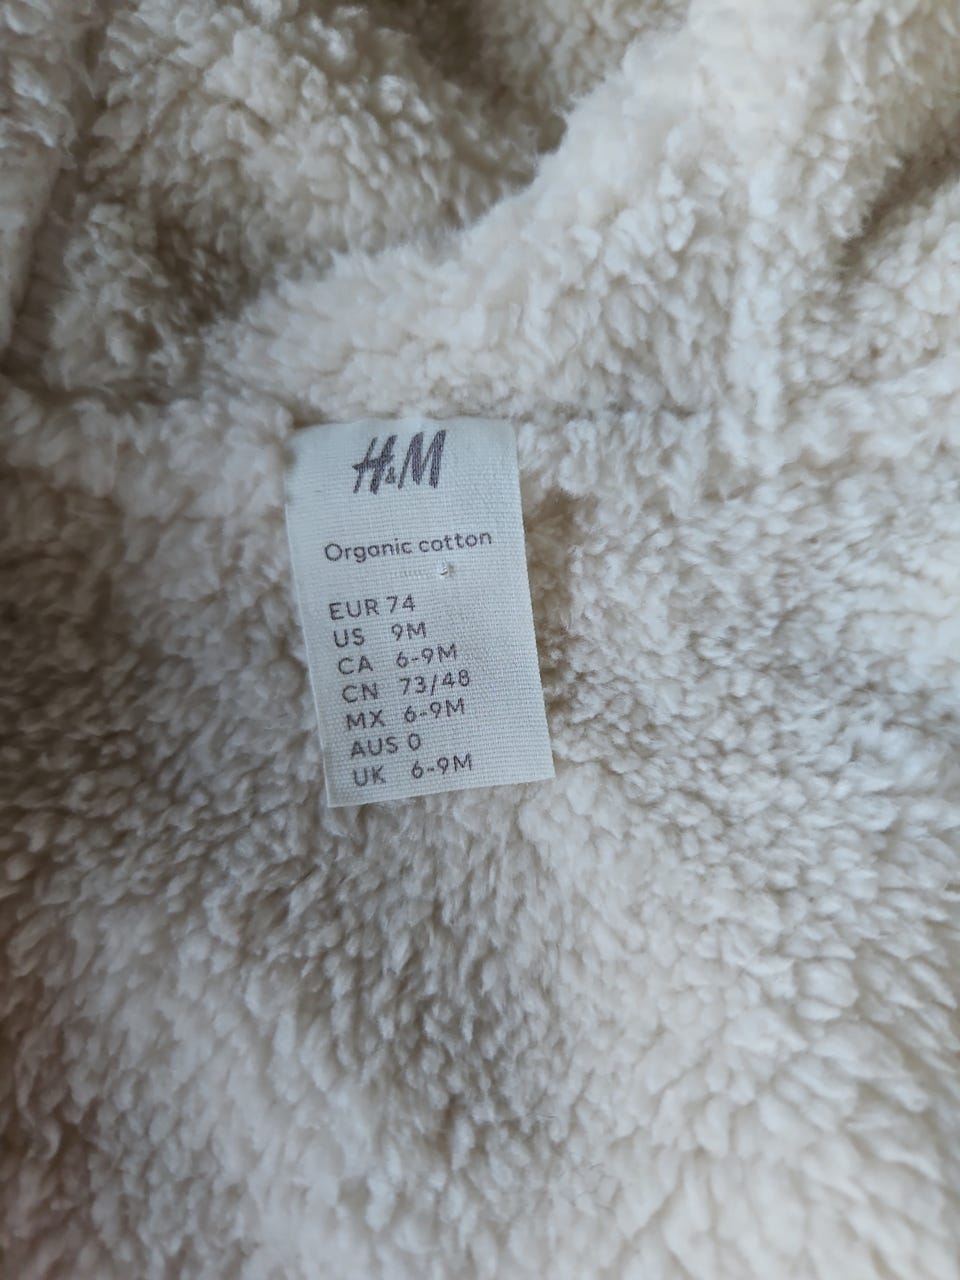 H&M
Organic cotton
EUR 74
US 9M
CA 6-9M
CN 73/48
MX 6-9M
AUS 0
UK 6-9M